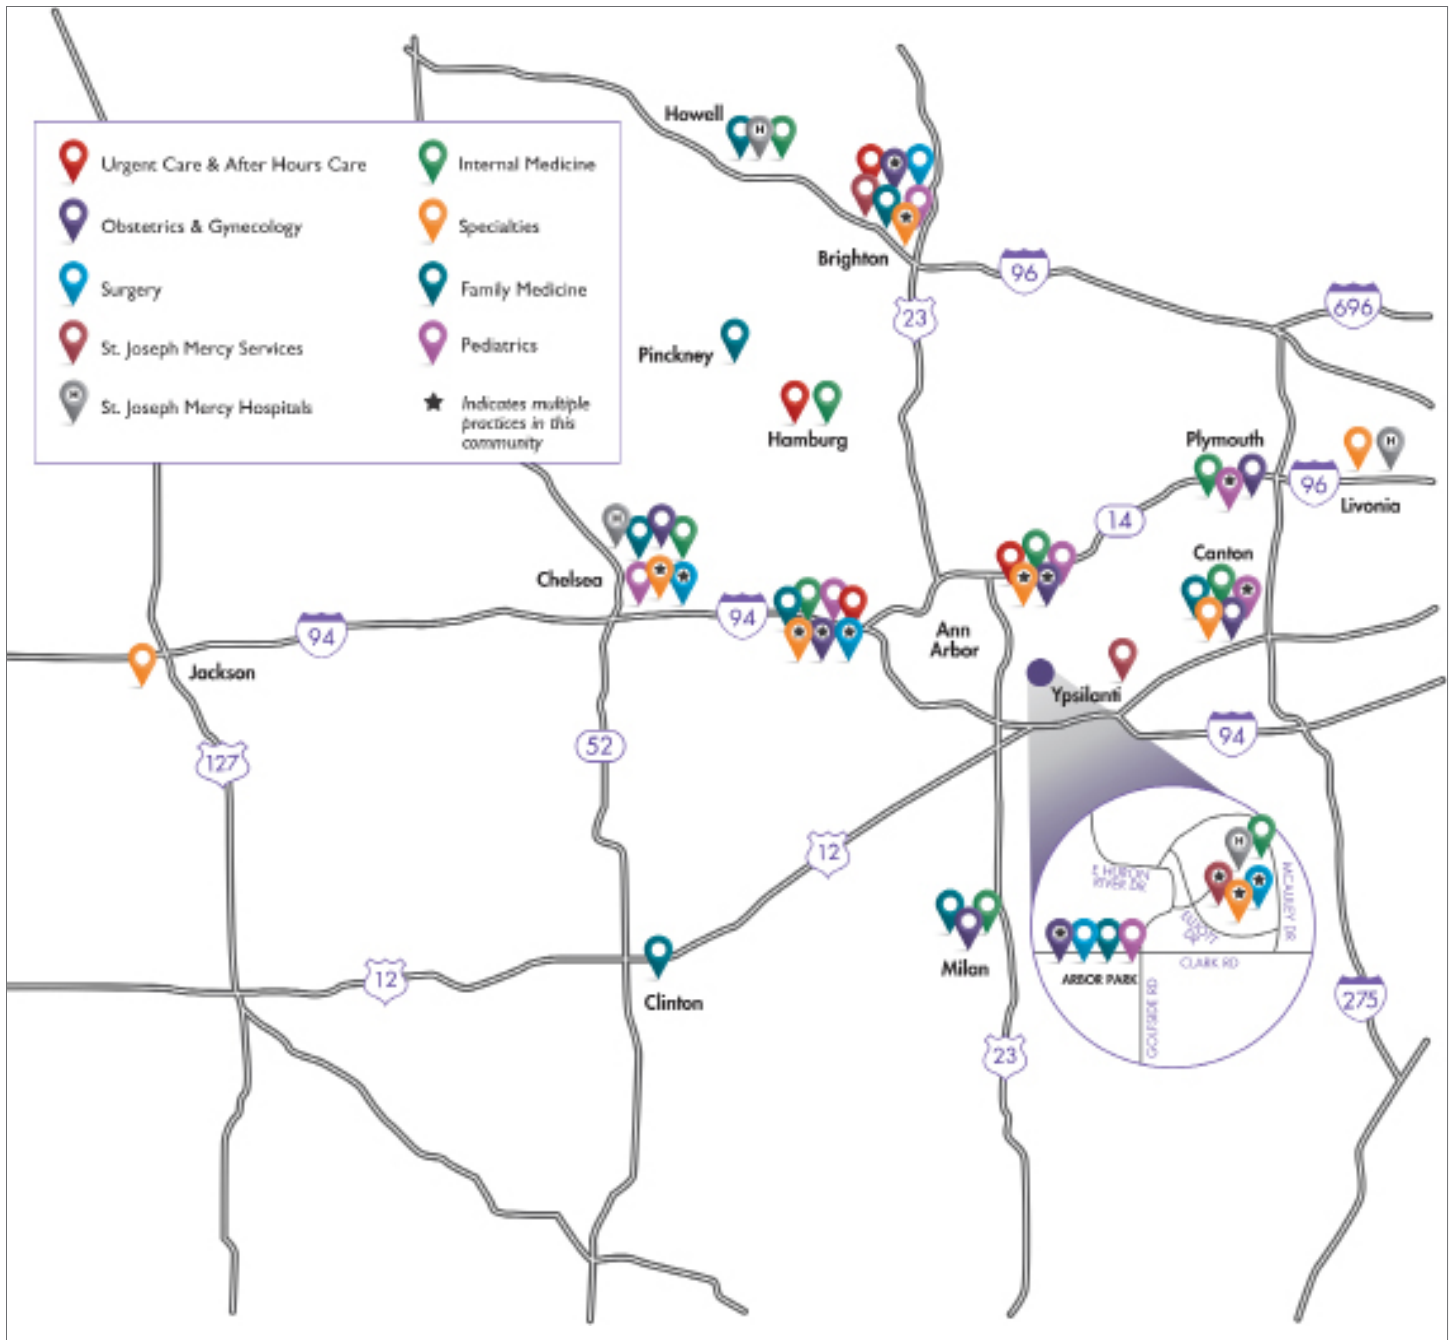 Urgent Care & After Hours Care
Obstetrics & Gynecology
Surgery
St. Joseph Mercy Services
H
St. Joseph Mercy Hospitals
Internal Medicine
Specialties
Family Medicine
Pediatrics
Indicates multiple
practices in this
community
Howell
H
Brighton
96
696
23
Pinckney
Hamburg
Plymouth
96
H
Livonia
14
H
Chelsea
94
94
Canton
Ann
Arbor
Jackson
Ypsilanti
127
52
94
12
H
E HURON
RIVER DR
MCAULEY DR
ELLIOTT
DR
CLARK RD
ARBOR PARK
GOLFSIDE RD
Milan
12
Clinton
275
23